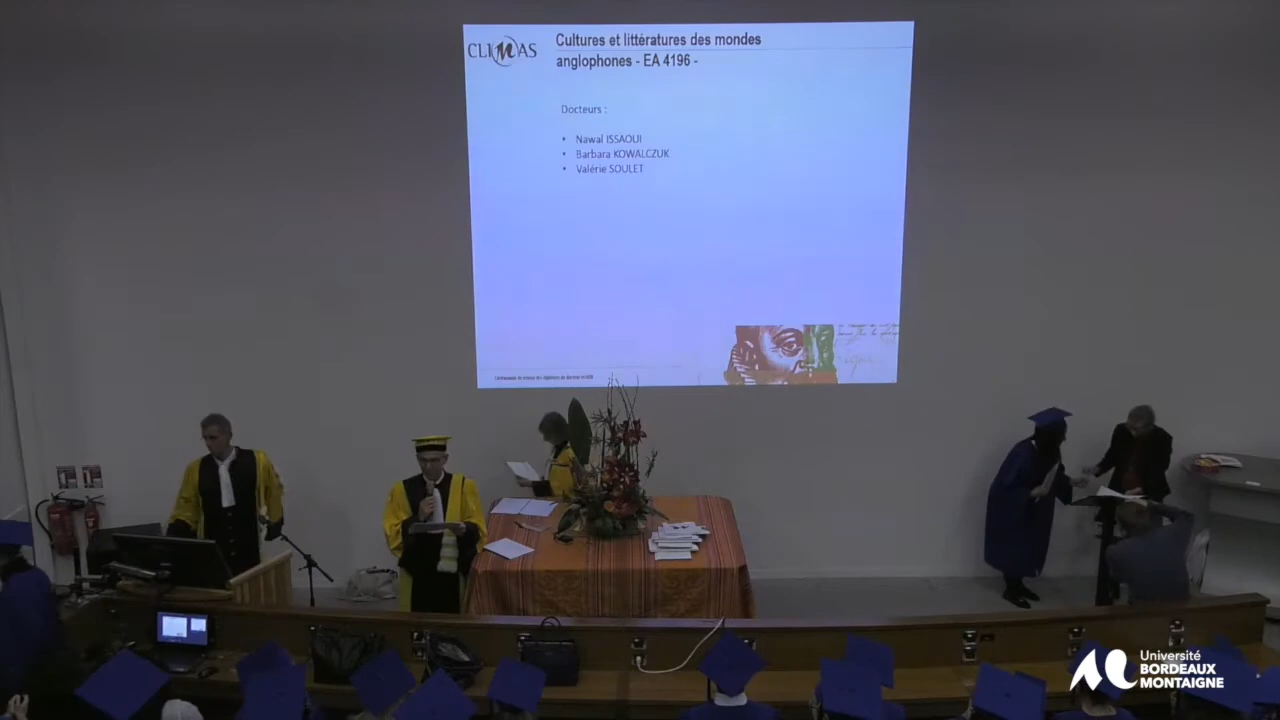 CLIMAS
Cultures et littératures des mondes
anglophones - EA 4196 -
Docteurs :
• Nawal ISSAOUI
• Barbara KOWALCZUK
• Valérie SOULET
Université
BORDEAUX
MONTAIGNE